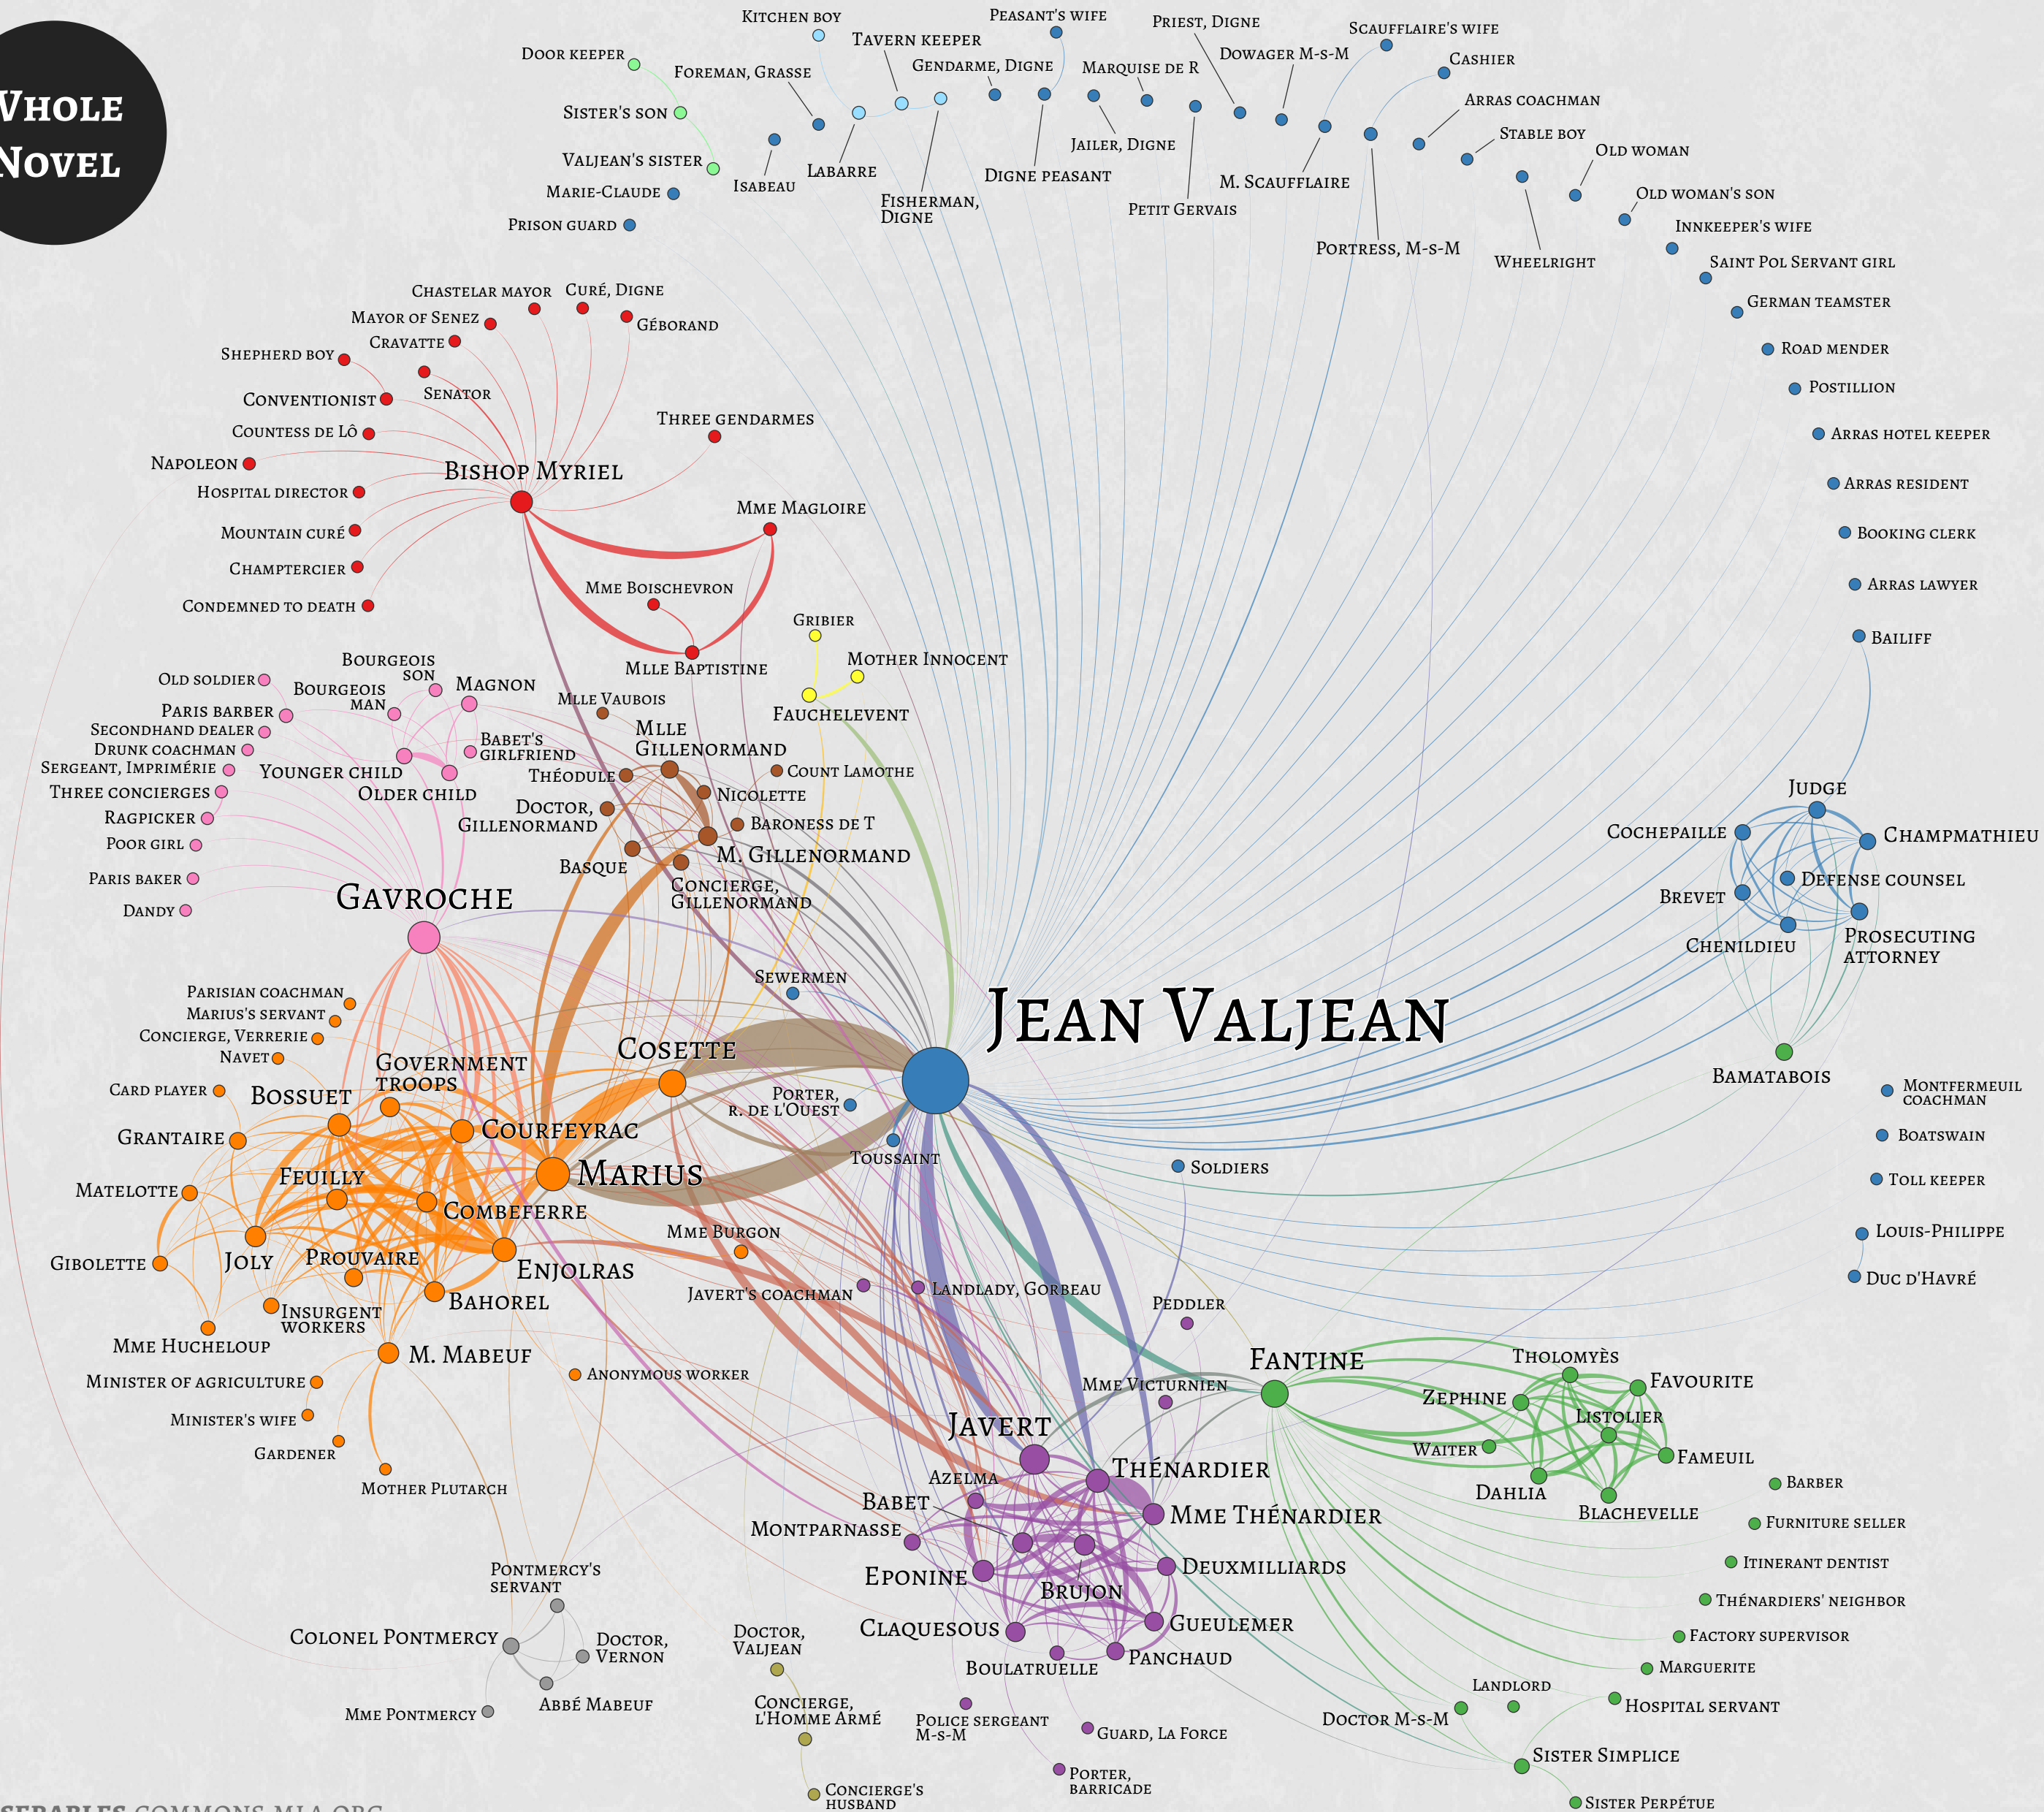 Whole
Novel
Kitchen boy
Peasant's wife
Priest, Digne
Scaufflaire's wife
Door keeper
Tavern keeper
Gendarme, Digne
Dowager M-s-M
Cashier
Foreman, Grasse
Marquise de R
Arras coachman
Sister's son
Stable boy
Jailer, Digne
Old woman
Valjean's sister
Labarre
Isabeau
Digne peasant
M. Scaufflaire
Marie-Claude
Old woman's son
Fisherman,
Digne
Petit Gervais
Prison guard
Innkeeper's wife
Portress, M-s-M
Wheelright
Saint Pol Servant girl
Chastelar mayor
Curé, Digne
German teamster
Mayor of Senez
Géborand
Cravatte
Road mender
Shepherd boy
Senator
Postillion
Conventionist
Three gendarmes
Countess de Lô
Arras hotel keeper
Napoleon
Bishop Myriel
Arras resident
Hospital director
Mme Magloire
Mountain curé
Booking clerk
Champtercier
Arras lawyer
Mme Boischevron
Condemned to death
Gribier
Bailiff
Bourgeois
son
Mother Innocent
Mlle Baptistine
Old soldier
Bourgeois
man
Magnon
Mlle Vaubois
Paris barber
Fauchelevent
Secondhand dealer
Mlle
Gillenormand
Drunk coachman
Babet's
girlfriend
Sergeant, Imprimérie
Younger child
Théodule
Count Lamothe
Three concierges
Older child
Nicolette
Judge
Ragpicker
Doctor,
Gillenormand
Baroness de T
Cochepaille
Champmathieu
Poor girl
Basque
M. Gillenormand
Paris baker
Defense counsel
Gavroche
Concierge,
Gillenormand
Brevet
Dandy
Chenildieu
Prosecuting
attorney
Sewermen
Parisian coachman
Marius's servant
Jean Valjean
Concierge, Verrerie
Navet
Cosette
Government
troops
Bamatabois
Card player
Bossuet
Porter,
r. de l'Ouest
Montfermeuil
coachman
Grantaire
Courfeyrac
Boatswain
Toussaint
Feuilly
Marius
Soldiers
Toll keeper
Matelotte
Combeferre
Mme Burgon
Louis-Philippe
Gibolette
Joly
Prouvaire
Enjolras
Duc d'Havré
Javert's coachman
Landlady, Gorbeau
Insurgent
workers
Bahorel
Peddler
Mme Hucheloup
M. Mabeuf
Fantine
Tholomyès
Minister of agriculture
Anonymous worker
Mme Victurnien
Zephine
Favourite
Minister's wife
Javert
Listolier
Gardener
Waiter
Fameuil
Thénardier
Azelma
Mother Plutarch
Babet
Dahlia
Barber
Mme Thénardier
Blachevelle
Montparnasse
Furniture seller
Pontmercy's
servant
Eponine
Brujon
Deuxmilliards
Itinerant dentist
Thénardiers' neighbor
Claquesous
Gueulemer
Colonel Pontmercy
Doctor,
Vernon
Doctor,
Valjean
Factory supervisor
Boulatruelle
Panchaud
Marguerite
Abbé Mabeuf
Landlord
Mme Pontmercy
Concierge,
l'Homme Armé
Police sergeant
M-s-M
Guard, La Force
Doctor M-s-M
Hospital servant
Sister Simplice
Porter,
barricade
Concierge's
husband
Sister Perpétue